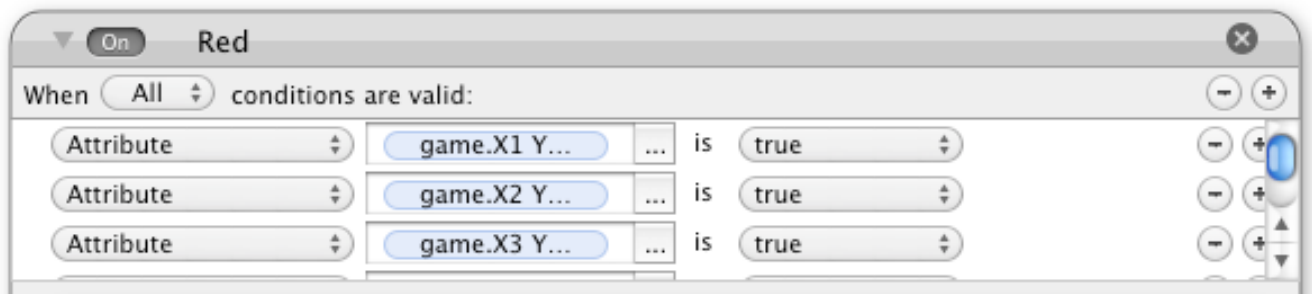 On Red
When All conditions are valid:
Attribute game.X1 Y... ... is true
Attribute game.X2 Y... ... is true
Attribute game.X3 Y... ... is true